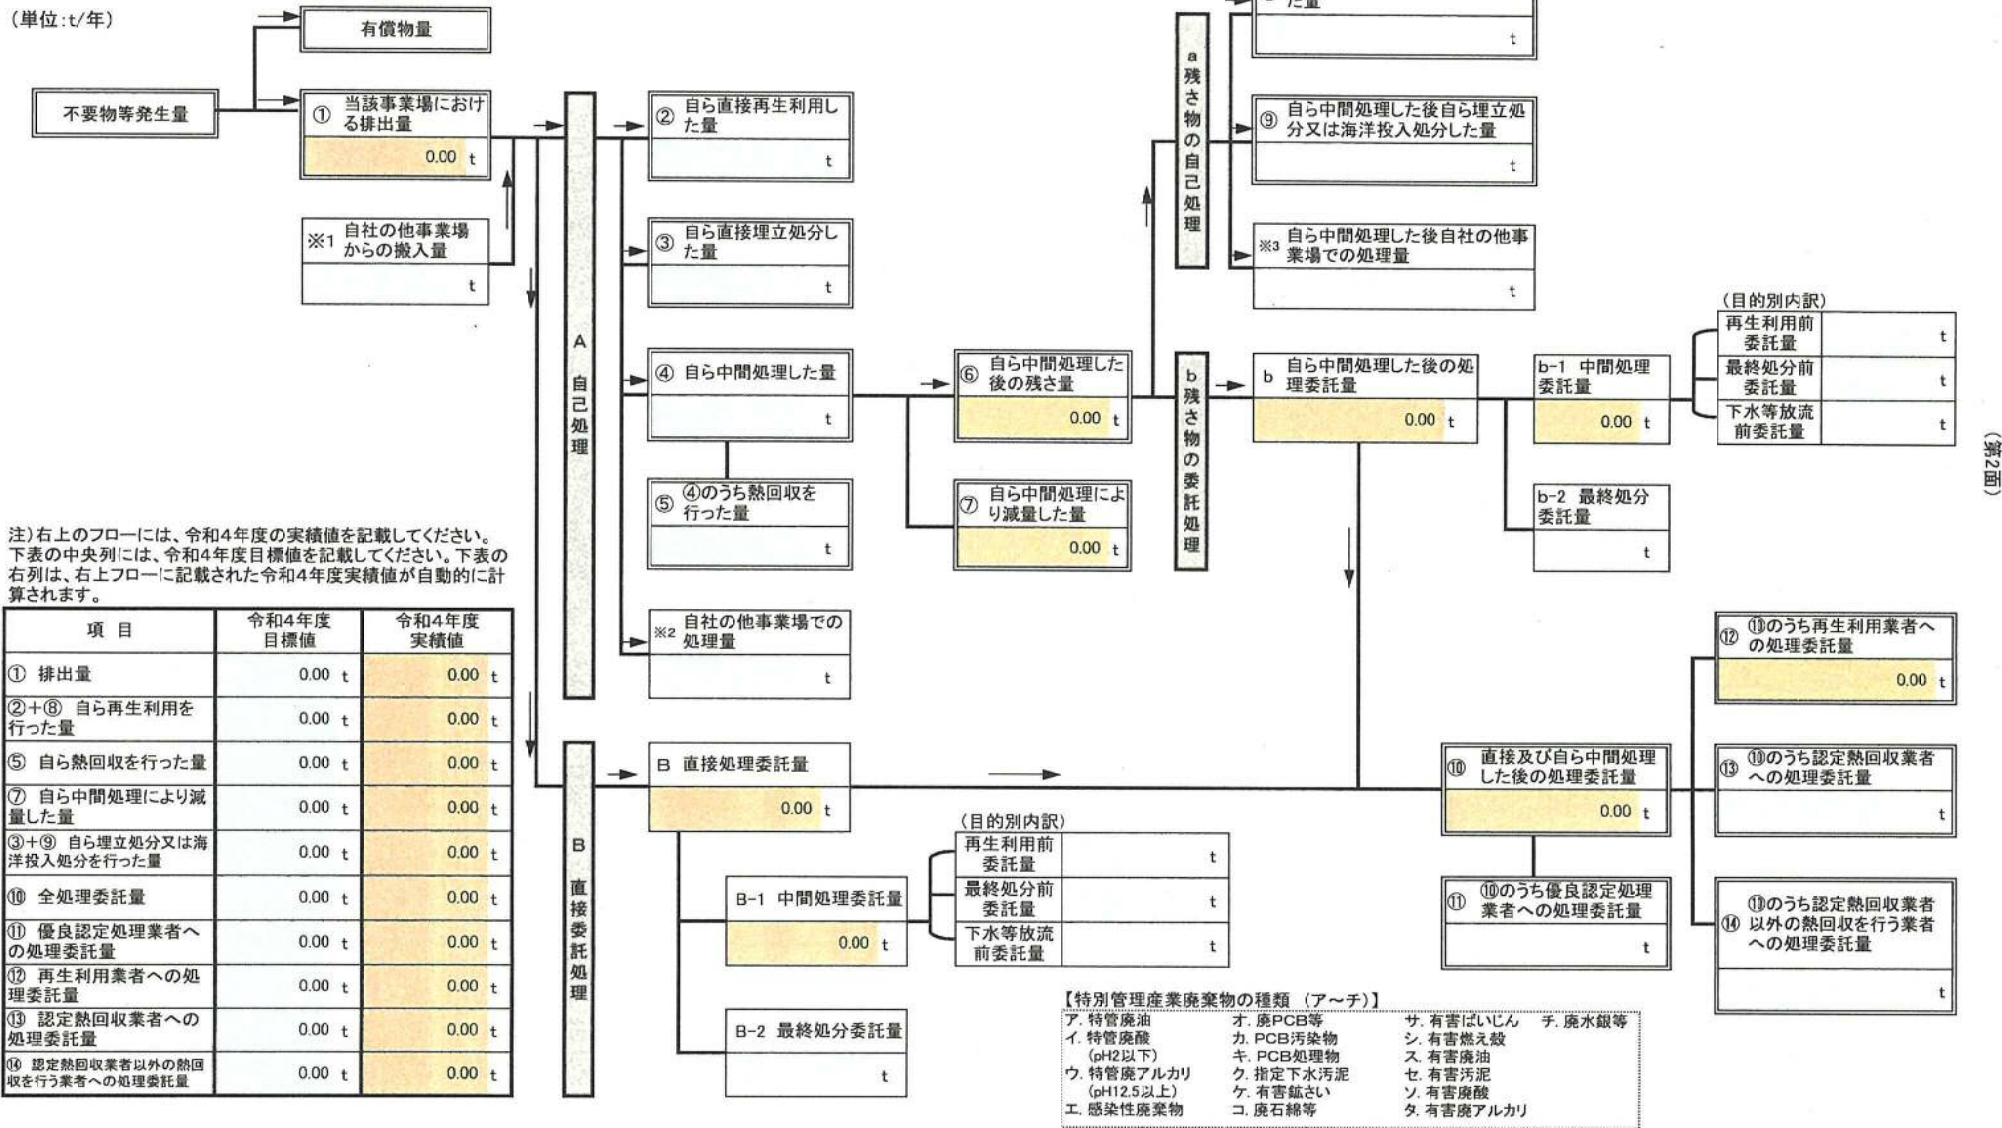 (単位:t/年)
有償物量
不要物等発生量
① 当該事業場におけ
る排出量
0.00 t
※1 自社の他事業場
からの搬入量
t
A 自己処理
② 自ら直接再生利用し
た量
t
③ 自ら直接埋立処分し
た量
t
④ 自ら中間処理した量
t
⑤ ④のうち熱回収を
行った量
t
※2 自社の他事業場での
処理量
t
⑥ 自ら中間処理した
後の残さ量
0.00 t
⑦ 自ら中間処理によ
り減量した量
0.00 t
a 残さ物の自己処理
た量
t
⑨ 自ら中間処理した後自ら埋立処
分又は海洋投入処分した量
t
※3 自ら中間処理した後自社の他事
業場での処理量
t
b 残さ物の委託処理
b 自ら中間処理した後の処
理委託量
0.00 t
b-1 中間処理
委託量
0.00 t
(目的別内訳)
再生利用前
委託量
t
最終処分前
委託量
t
下水等放流
前委託量
t
b-2 最終処分
委託量
t
(第2面)
注)右上のフローには、令和4年度の実績値を記載してください。
下表の中央列には、令和4年度目標値を記載してください。下表の
右列は、右上フローに記載された令和4年度実績値が自動的に計
算されます。
項 目 令和4年度 目標値 令和4年度 実績値
① 排出量 0.00 t 0.00 t
②+⑧ 自ら再生利用を
行った量 0.00 t 0.00 t
⑤ 自ら熱回収を行った量 0.00 t 0.00 t
⑦ 自ら中間処理により減
量した量 0.00 t 0.00 t
③+⑨ 自ら埋立処分又は海
洋投入処分を行った量 0.00 t 0.00 t
⑩ 全処理委託量 0.00 t 0.00 t
⑪ 優良認定処理業者へ
の処理委託量 0.00 t 0.00 t
⑫ 再生利用業者への処
理委託量 0.00 t 0.00 t
⑬ 認定熱回収業者への
処理委託量 0.00 t 0.00 t
⑭ 認定熱回収業者以外の熱回
収を行う業者への処理委託量 0.00 t 0.00 t
B 直接委託処理
B 直接処理委託量
0.00 t
B-1 中間処理委託量
0.00 t
(目的別内訳)
再生利用前
委託量
t
最終処分前
委託量
t
下水等放流
前委託量
t
B-2 最終処分委託量
t
⑩ 直接及び自ら中間処理
した後の処理委託量
0.00 t
⑪ ⑩のうち優良認定処理
業者への処理委託量
t
⑫ ⑩のうち再生利用業者へ
の処理委託量
0.00 t
⑬ ⑩のうち認定熱回収業者
への処理委託量
t
⑭ ⑩のうち認定熱回収業者
以外の熱回収を行う業者
への処理委託量
t
【特別管理産業廃棄物の種類 (ア～チ)】
ア. 特管廃油 オ. 廃PCB等 サ. 有害ばいじん チ. 廃水銀等
イ. 特管廃酸 カ. PCB汚染物 シ. 有害燃え殻
(pH2以下) キ. PCB処理物 ス. 有害廃油
ウ. 特管廃アルカリ ク. 指定下水汚泥 セ. 有害汚泥
(pH12.5以上) ケ. 有害鉱さい ソ. 有害廃酸
エ. 感染性廃棄物 コ. 廃石綿等 タ. 有害廃アルカリ